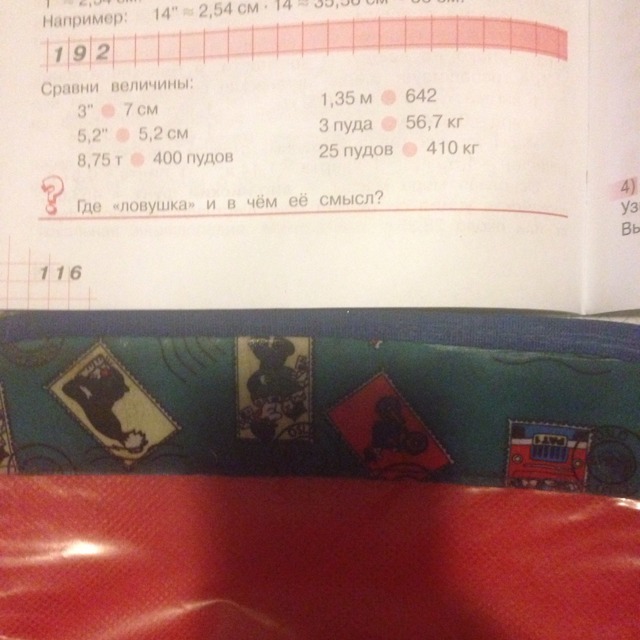 Например: 14" ≈ 2,54 см · 14 ≈
192
Сравни величины:
3" 7 см
5,2" 5,2 см
8,75 т 400 пудов
1,35 м 642
3 пуда 56,7 кг
25 пудов 410 кг
? Где «ловушка» и в чём её смысл?
116
4)
Уз
Вы